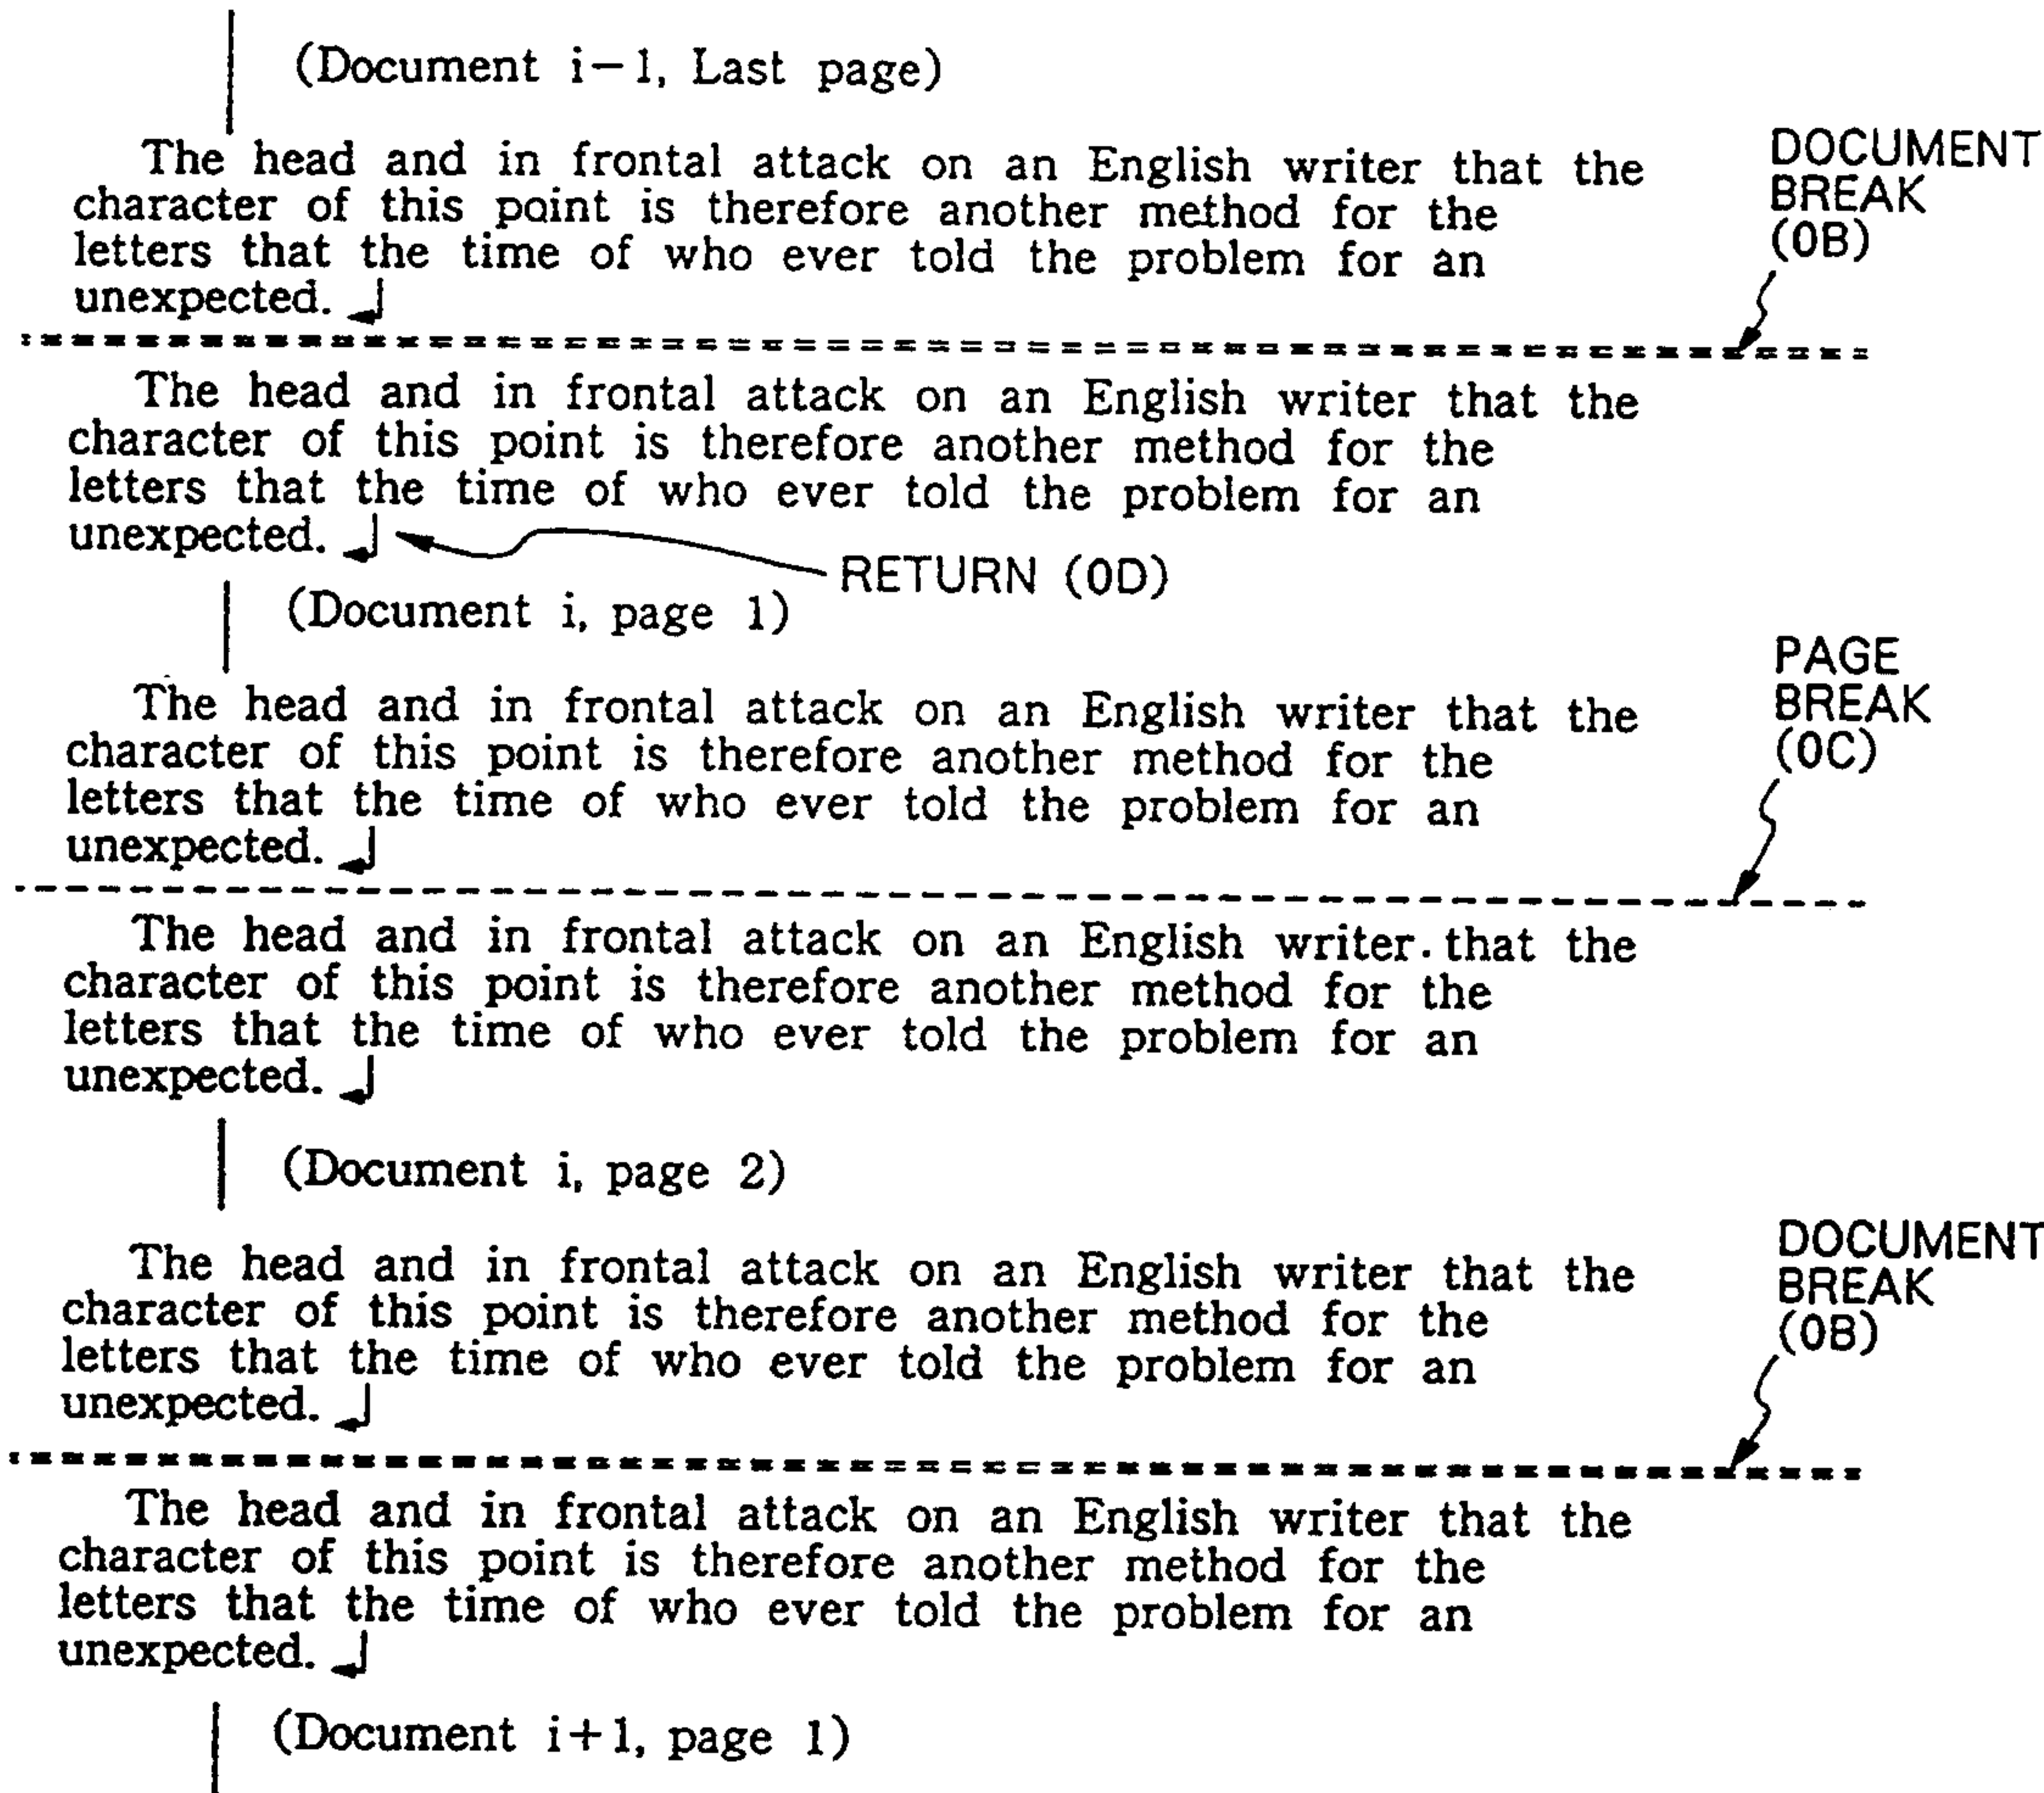 (Document i-1, Last page)
The head and in frontal attack on an English writer that the
character of this point is therefore another method for the
letters that the time of who ever told the problem for an
unexpected. ↵
DOCUMENT
BREAK
(0B)
The head and in frontal attack on an English writer that the
character of this point is therefore another method for the
letters that the time of who ever told the problem for an
unexpected. ↵
RETURN (0D)
(Document i, page 1)
The head and in frontal attack on an English writer that the
character of this point is therefore another method for the
letters that the time of who ever told the problem for an
unexpected. ↵
PAGE
BREAK
(0C)
The head and in frontal attack on an English writer. that the
character of this point is therefore another method for the
letters that the time of who ever told the problem for an
unexpected. ↵
(Document i, page 2)
The head and in frontal attack on an English writer that the
character of this point is therefore another method for the
letters that the time of who ever told the problem for an
unexpected. ↵
DOCUMENT
BREAK
(0B)
The head and in frontal attack on an English writer that the
character of this point is therefore another method for the
letters that the time of who ever told the problem for an
unexpected. ↵
(Document i+1, page 1)